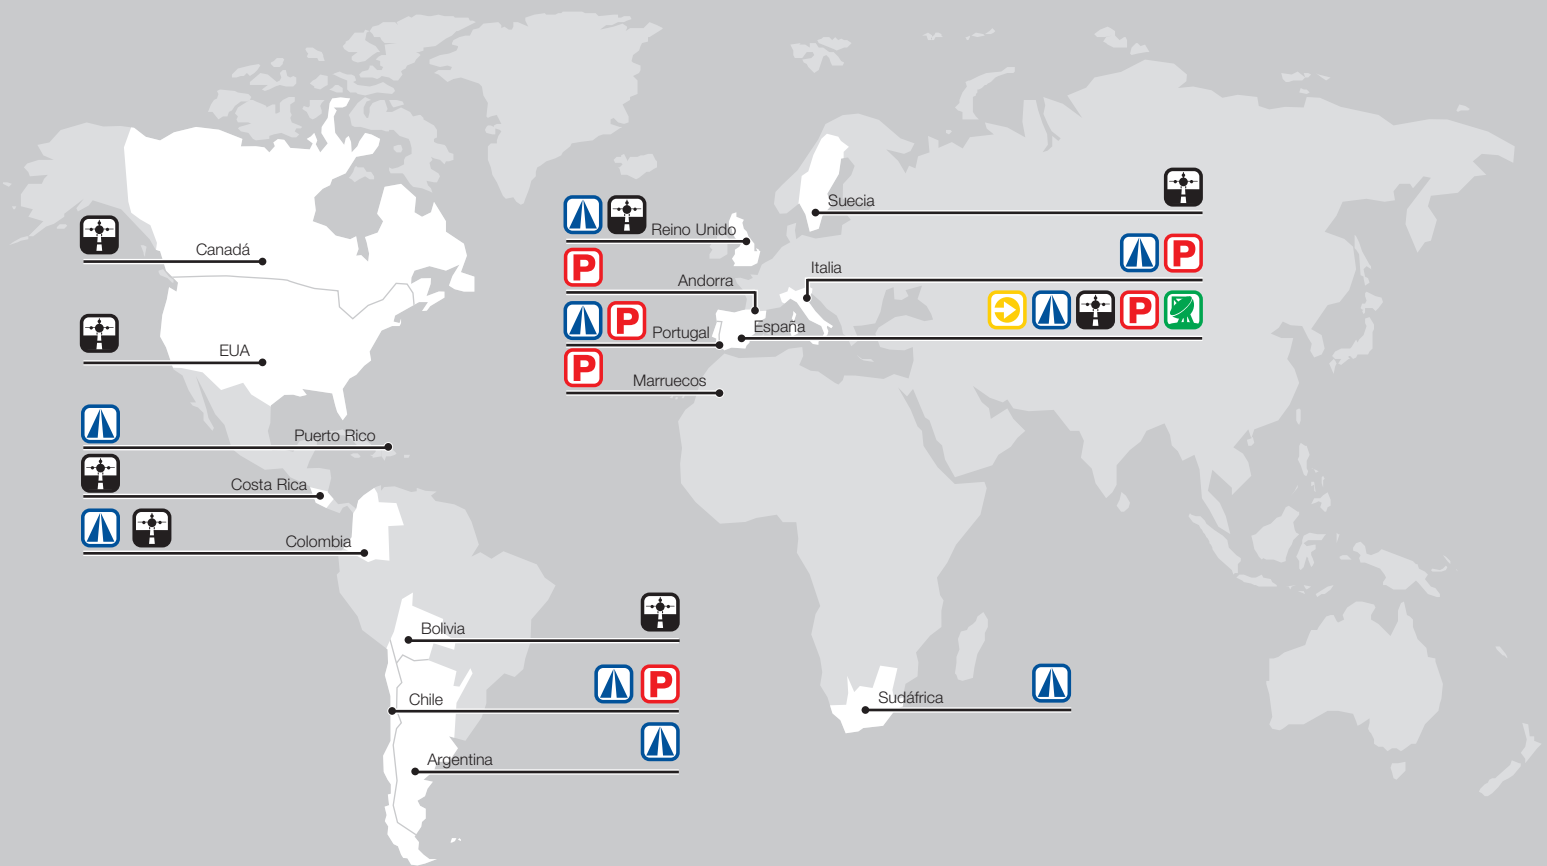 Canadá
EUA
Puerto Rico
Costa Rica
Colombia
Bolivia
P
Chile
Argentina
Reino Unido
P
Andorra
P
Portugal
P
Marruecos
Suecia
P
Italia
P
España
Sudáfrica